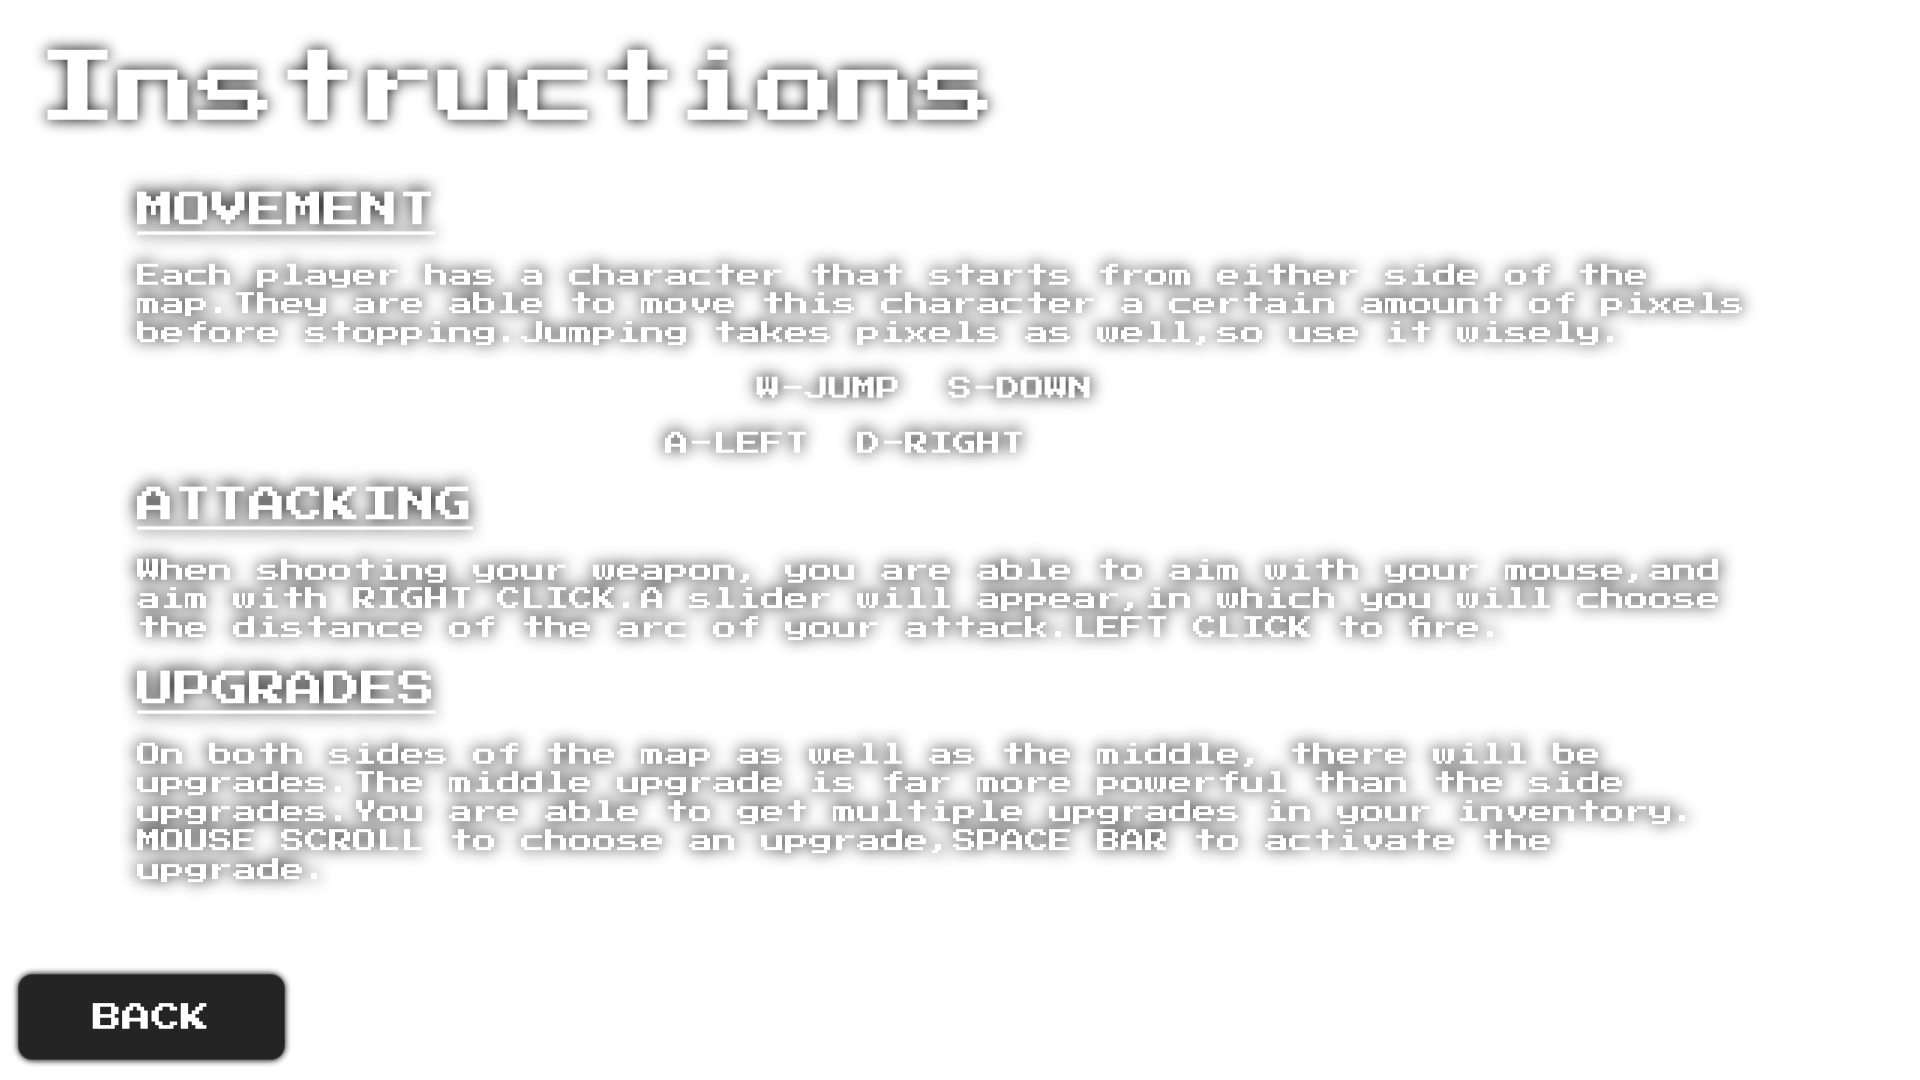 Instructions
MOVEMENT
Each player has a character that starts from either side of the
map.They are able to move this character a certain amount of pixels
before stopping.Jumping takes pixels as well,so use it wisely.
W-JUMP  S-DOWN
A-LEFT  D-RIGHT
ATTACKING
When shooting your weapon, you are able to aim with your mouse,and
aim with RIGHT CLICK.A slider will appear,in which you will choose
the distance of the arc of your attack.LEFT CLICK to fire.
UPGRADES
On both sides of the map as well as the middle, there will be
upgrades.The middle upgrade is far more powerful than the side
upgrades.You are able to get multiple upgrades in your inventory.
MOUSE SCROLL to choose an upgrade,SPACE BAR to activate the
upgrade.
BACK